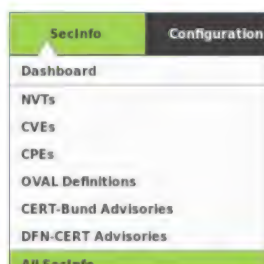 SecInfo Configuration
Dashboard
NVTs
CVEs
CPEs
OVAL Definitions
CERT-Bund Advisories
DFN-CERT Advisories
All SecInfo